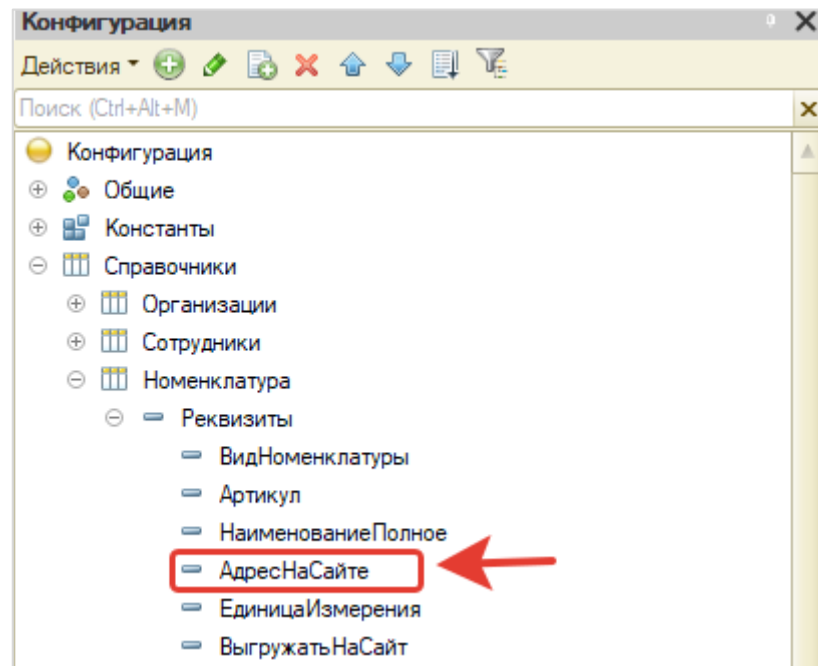 Конфигурация
Действия
Поиск (Ctrl+Alt+M)
Конфигурация
Общие
Константы
Справочники
Организации
Сотрудники
Номенклатура
Реквизиты
ВидНоменклатуры
Артикул
НаименованиеПолное
АдресНаСайте
ЕдиницаИзмерения
ВыгружатьНаСайт